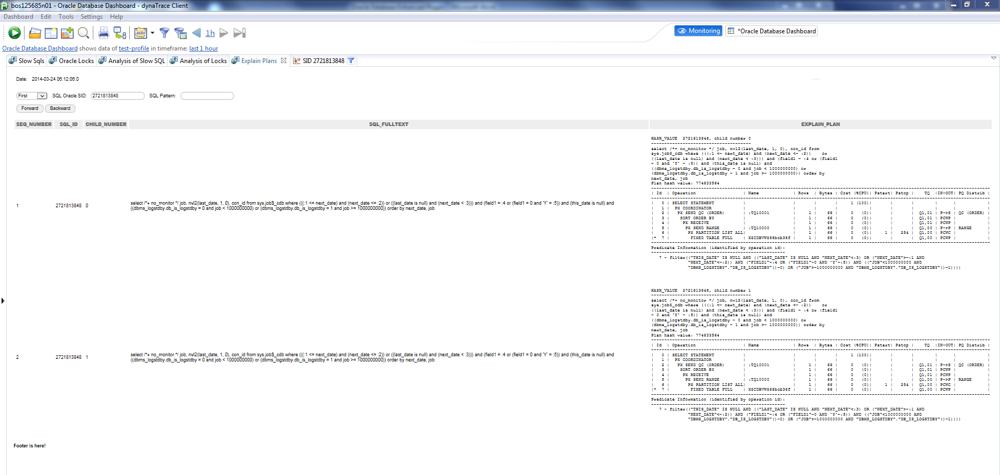 bos125685n01 - Oracle Database Dashboard - dynaTrace Client
Dashboard Edit Tools Settings Help
auto 1h Monitoring *Oracle Database Dashboard
Oracle Database Dashboard shows data of test-profile in timeframe: last 1 hour
Slow Sqls Oracle Locks Analysis of Slow SQL Analysis of Locks Explain Plans SID 2721813848
Date: 2014-03-24 06:12:06.0
First SQL Oracle SID: 2721813848 SQL Pattern:
Forward Backward
SEQ_NUMBER SQL_ID CHILD_NUMBER SQL_FULLTEXT EXPLAIN_PLAN
HASH_VALUE 2721813848, child number 0
--------------------------------------
select /*+ no_monitor */ job, nvl2(last_date, 1, 0), con_id from
sys.job$_cdb where (((:1 <= next_date) and (next_date <= :2)) or
((last_date is null) and (next_date < :3))) and (field1 = :4 or (field1
= 0 and 'Y' = :5)) and (this_date is null) and
((dbms_logstdby.db_is_logstdby = 0 and job < 1000000000) or
(dbms_logstdby.db_is_logstdby = 1 and job >= 1000000000)) order by
next_date, job
Plan hash value: 774833564
| Id | Operation | Name | Rows | Bytes | Cost (%CPU)| Pstart| Pstop | TQ |IN-OUT| PQ Distrib |
| 0 | SELECT STATEMENT | | | | 1 (100)| | | | | |
| 1 | PX COORDINATOR | | | | | | | | | |
| 2 | PX SEND QC (ORDER) | :TQ10001 | 1 | 66 | 0 (0)| | | Q1,01 | P->S | QC (ORDER) |
| 3 | SORT ORDER BY | | 1 | 66 | 0 (0)| | | Q1,01 | PCWP | |
| 4 | PX RECEIVE | | 1 | 66 | 0 (0)| | | Q1,01 | PCWP | |
| 5 | PX SEND RANGE | :TQ10000 | 1 | 66 | 0 (0)| | | Q1,00 | P->P | RANGE |
| 6 | PX PARTITION LIST ALL| | 1 | 66 | 0 (0)| 1 | 254 | Q1,00 | PCWC | |
|* 7 | FIXED TABLE FULL | X$CDBVW$88bcb38f | 1 | 66 | 0 (0)| | | Q1,00 | PCWP | |
Predicate Information (identified by operation id):
---------------------------------------------------
7 - filter(("THIS_DATE" IS NULL AND (("LAST_DATE" IS NULL AND "NEXT_DATE"<:3) OR ("NEXT_DATE">=:1 AND
"NEXT_DATE"<=:2)) AND ("FIELD1"=:4 OR ("FIELD1"=0 AND 'Y'=:5)) AND (("JOB"<1000000000 AND
"DBMS_LOGSTDBY"."DB_IS_LOGSTDBY"()=0) OR ("JOB">=1000000000 AND "DBMS_LOGSTDBY"."DB_IS_LOGSTDBY"()=1))))
1 2721813848 0 select /*+ no_monitor */ job, nvl2(last_date, 1, 0), con_id from sys.job$_cdb where (((:1 <= next_date) and (next_date <= :2)) or ((last_date is null) and (next_date < :3))) and (field1 = :4 or (field1 = 0 and 'Y' = :5)) and (this_date is null) and
((dbms_logstdby.db_is_logstdby = 0 and job < 1000000000) or (dbms_logstdby.db_is_logstdby = 1 and job >= 1000000000)) order by next_date, job
HASH_VALUE 2721813848, child number 1
--------------------------------------
select /*+ no_monitor */ job, nvl2(last_date, 1, 0), con_id from
sys.job$_cdb where (((:1 <= next_date) and (next_date <= :2)) or
((last_date is null) and (next_date < :3))) and (field1 = :4 or (field1
= 0 and 'Y' = :5)) and (this_date is null) and
((dbms_logstdby.db_is_logstdby = 0 and job < 1000000000) or
(dbms_logstdby.db_is_logstdby = 1 and job >= 1000000000)) order by
next_date, job
Plan hash value: 774833564
| Id | Operation | Name | Rows | Bytes | Cost (%CPU)| Pstart| Pstop | TQ |IN-OUT| PQ Distrib |
| 0 | SELECT STATEMENT | | | | 1 (100)| | | | | |
| 1 | PX COORDINATOR | | | | | | | | | |
| 2 | PX SEND QC (ORDER) | :TQ10001 | 1 | 66 | 0 (0)| | | Q1,01 | P->S | QC (ORDER) |
| 3 | SORT ORDER BY | | 1 | 66 | 0 (0)| | | Q1,01 | PCWP | |
| 4 | PX RECEIVE | | 1 | 66 | 0 (0)| | | Q1,01 | PCWP | |
| 5 | PX SEND RANGE | :TQ10000 | 1 | 66 | 0 (0)| | | Q1,00 | P->P | RANGE |
| 6 | PX PARTITION LIST ALL| | 1 | 66 | 0 (0)| 1 | 254 | Q1,00 | PCWC | |
|* 7 | FIXED TABLE FULL | X$CDBVW$88bcb38f | 1 | 66 | 0 (0)| | | Q1,00 | PCWP | |
Predicate Information (identified by operation id):
---------------------------------------------------
7 - filter(("THIS_DATE" IS NULL AND (("LAST_DATE" IS NULL AND "NEXT_DATE"<:3) OR ("NEXT_DATE">=:1 AND
"NEXT_DATE"<=:2)) AND ("FIELD1"=:4 OR ("FIELD1"=0 AND 'Y'=:5)) AND (("JOB"<1000000000 AND
"DBMS_LOGSTDBY"."DB_IS_LOGSTDBY"()=0) OR ("JOB">=1000000000 AND "DBMS_LOGSTDBY"."DB_IS_LOGSTDBY"()=1))))
2 2721813848 1 select /*+ no_monitor */ job, nvl2(last_date, 1, 0), con_id from sys.job$_cdb where (((:1 <= next_date) and (next_date <= :2)) or ((last_date is null) and (next_date < :3))) and (field1 = :4 or (field1 = 0 and 'Y' = :5)) and (this_date is null) and
((dbms_logstdby.db_is_logstdby = 0 and job < 1000000000) or (dbms_logstdby.db_is_logstdby = 1 and job >= 1000000000)) order by next_date, job
Footer is here!